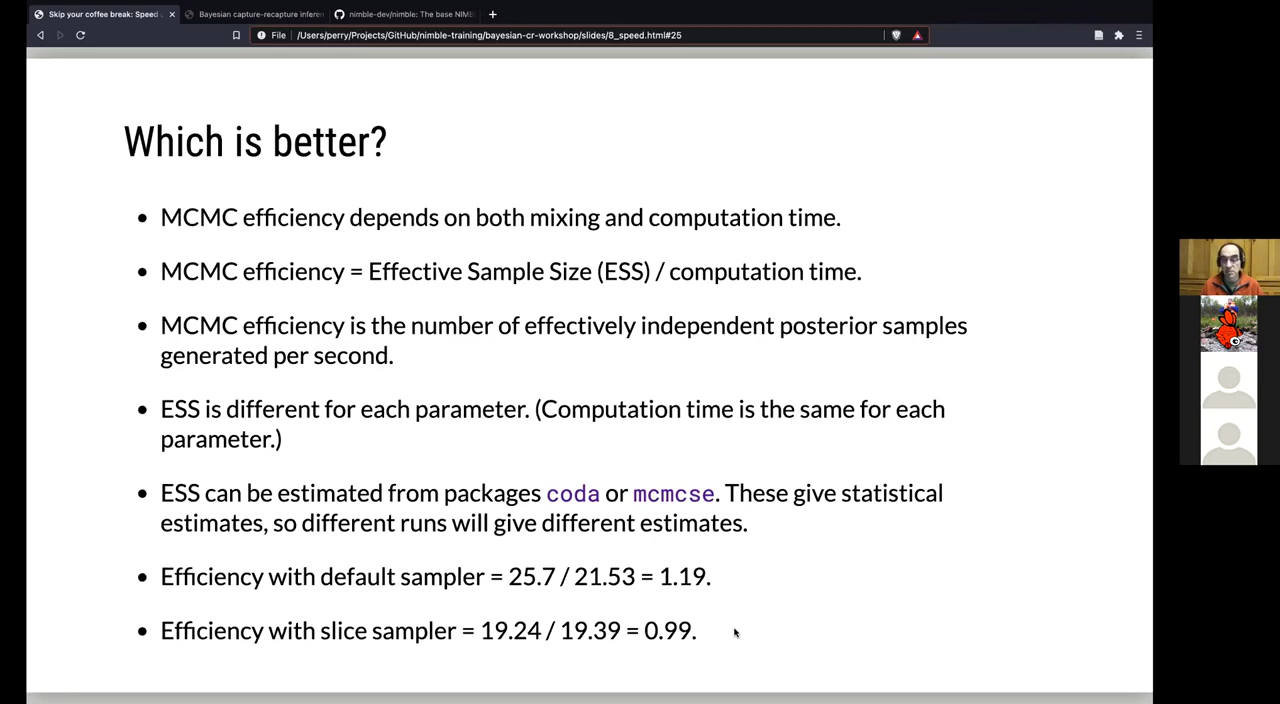 Skip your coffee break: Speed
Bayesian capture-recapture inferen
nimble-dev/nimble: The base NIMB
File
/Users/perry/Projects/GitHub/nimble-training/bayesian-cr-workshop/slides/8_speed.html#25
Which is better?
• MCMC efficiency depends on both mixing and computation time.
• MCMC efficiency = Effective Sample Size (ESS) / computation time.
• MCMC efficiency is the number of effectively independent posterior samples
generated per second.
• ESS is different for each parameter. (Computation time is the same for each
parameter.)
• ESS can be estimated from packages coda or mcmcse. These give statistical
estimates, so different runs will give different estimates.
• Efficiency with default sampler = 25.7 / 21.53 = 1.19.
• Efficiency with slice sampler = 19.24 / 19.39 = 0.99.